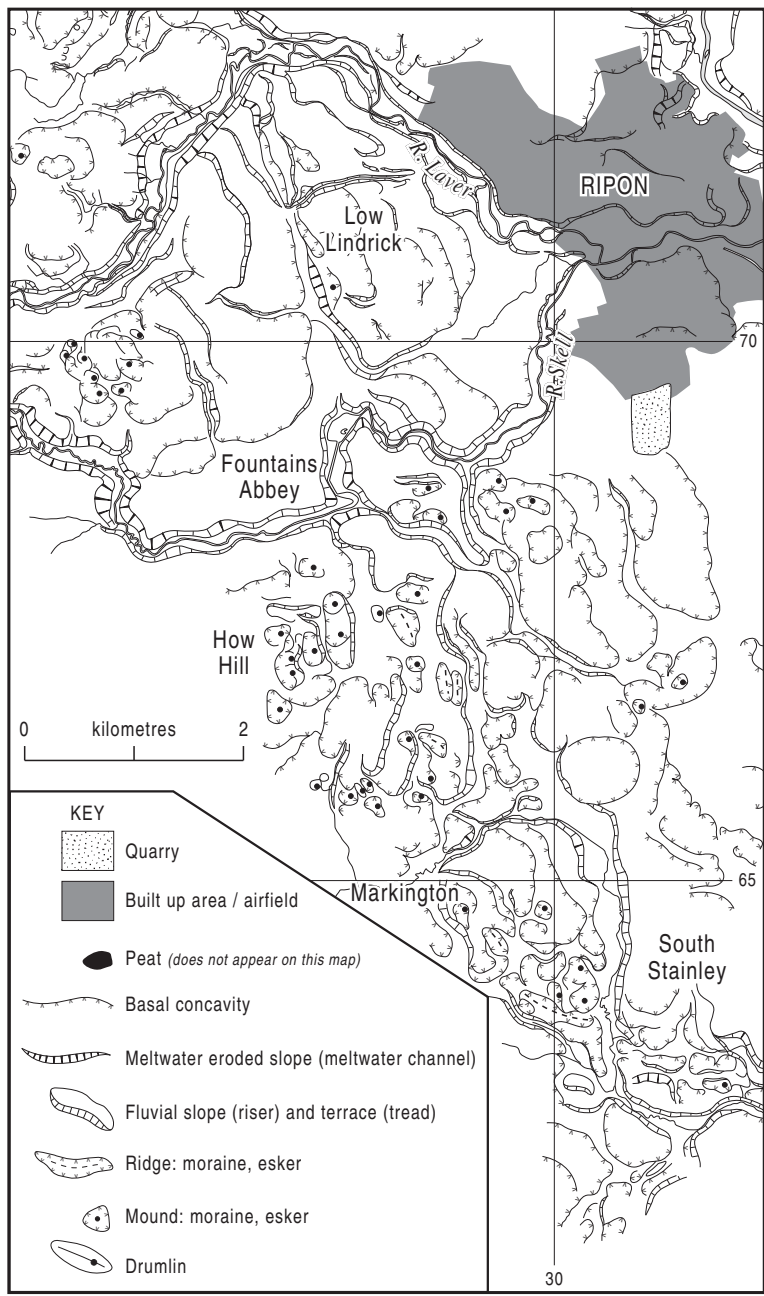 R. Laver
RIPON
Low
Lindrick
70
R. Skell
Fountains
Abbey
How
Hill
0 kilometres 2
KEY
Quarry
65
Built up area / airfield
Markington
Peat (does not appear on this map)
South
Stainley
Basal concavity
Meltwater eroded slope (meltwater channel)
Fluvial slope (riser) and terrace (tread)
Ridge: moraine, esker
Mound: moraine, esker
Drumlin
30